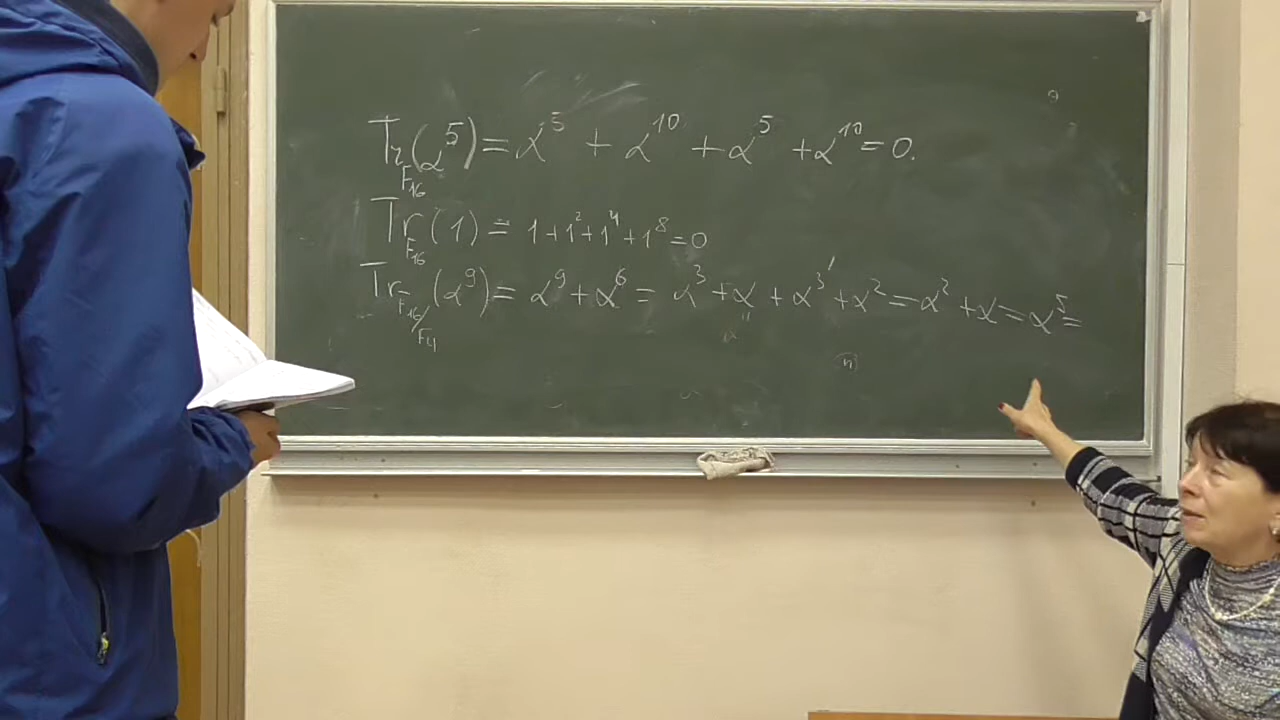 Tr_{F_{16}}(α^5) = α^5 + α^{10} + α^5 + α^{10} = 0.
Tr_{F_{16}}(1) = 1+1^2+1^4+1^8=0
Tr_{F_{16}/F_4}(α^9) = α^9 + α^6 = α^3 + α + α^3 + α^2 = α^2 + α = α^5 =